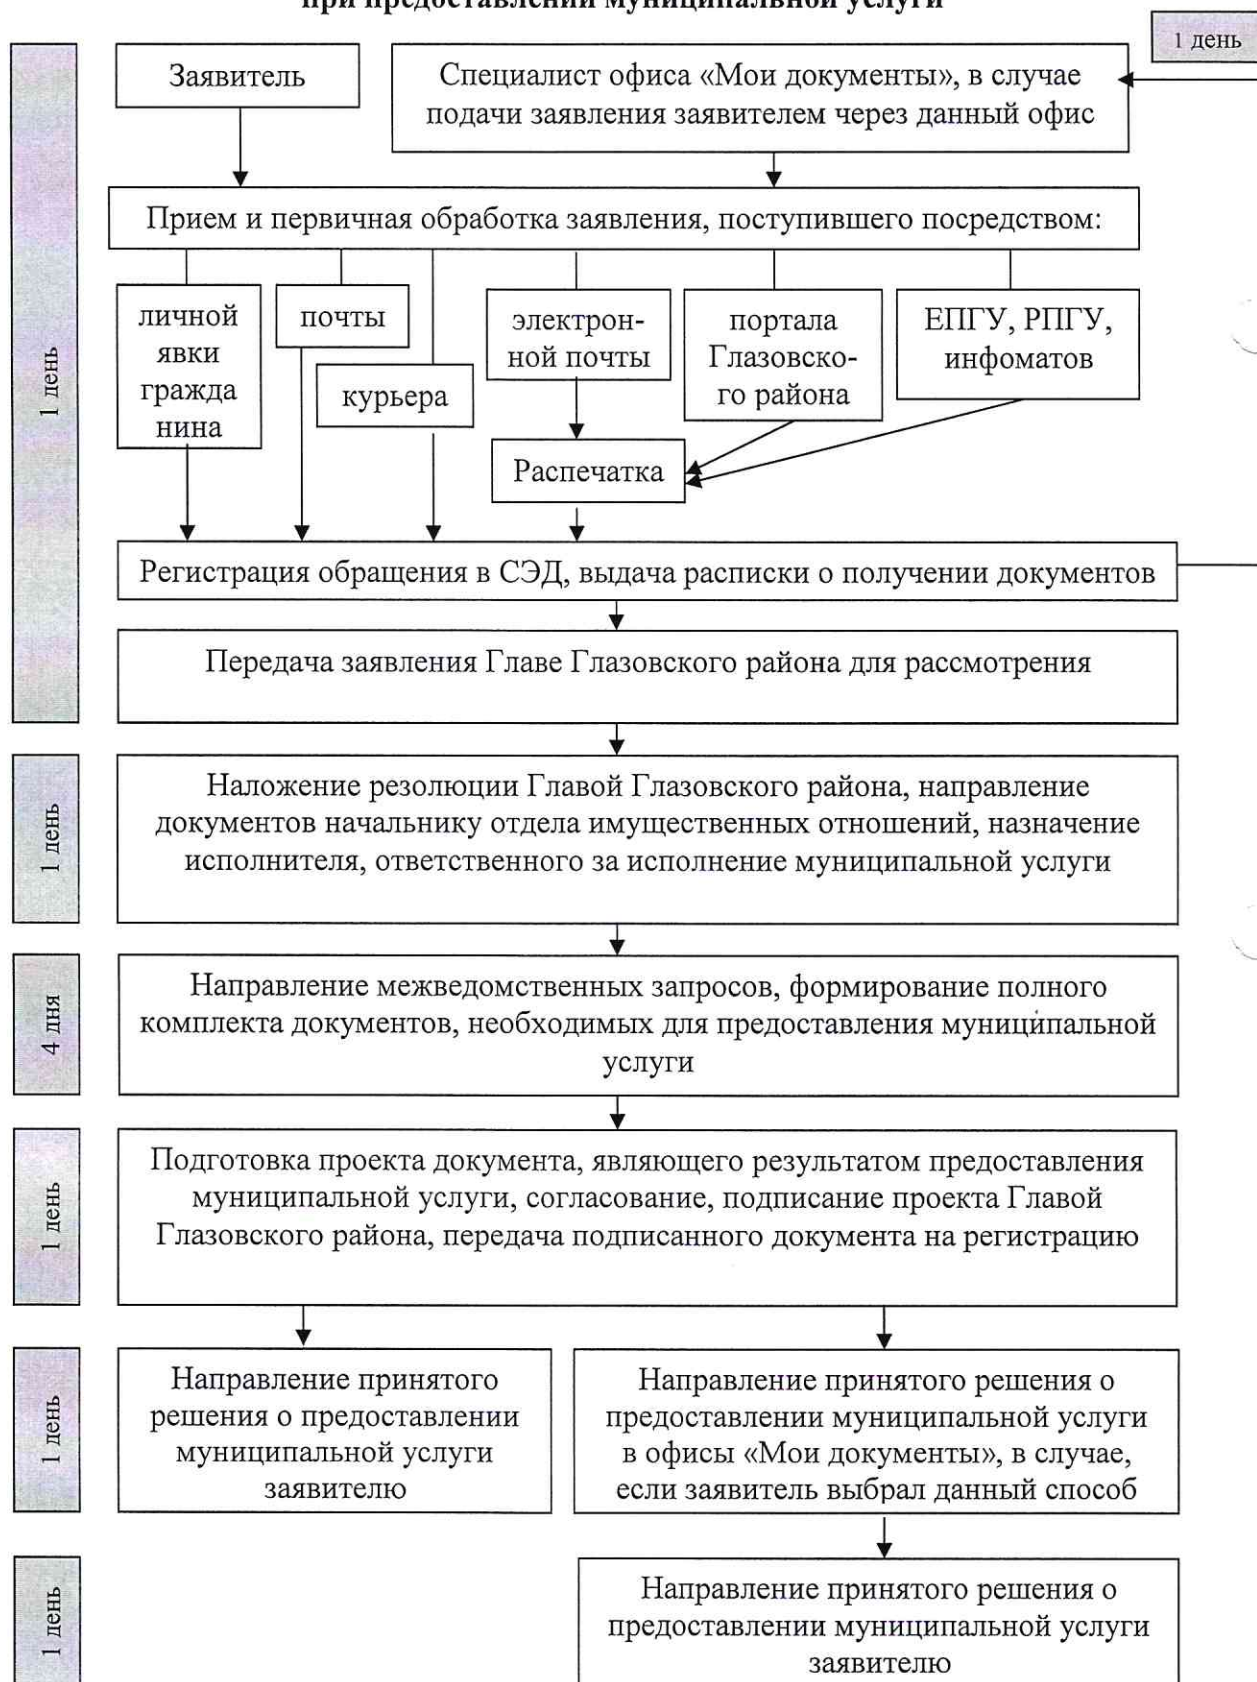 при предоставлении муниципальной услуги
1 день
Заявитель
Специалист офиса «Мои документы», в случае
подачи заявления заявителем через данный офис
Прием и первичная обработка заявления, поступившего посредством:
личной
явки
гражда
нина
почты
курьера
электрон-
ной почты
портала
Глазовско-
го района
ЕПГУ, РПГУ,
инфоматов
Распечатка
1 день
Регистрация обращения в СЭД, выдача расписки о получении документов
Передача заявления Главе Глазовского района для рассмотрения
1 день
Наложение резолюции Главой Глазовского района, направление
документов начальнику отдела имущественных отношений, назначение
исполнителя, ответственного за исполнение муниципальной услуги
4 дня
Направление межведомственных запросов, формирование полного
комплекта документов, необходимых для предоставления муниципальной
услуги
1 день
Подготовка проекта документа, являющего результатом предоставления
муниципальной услуги, согласование, подписание проекта Главой
Глазовского района, передача подписанного документа на регистрацию
1 день
Направление принятого
решения о предоставлении
муниципальной услуги
заявителю
Направление принятого решения о
предоставлении муниципальной услуги
в офисы «Мои документы», в случае,
если заявитель выбрал данный способ
1 день
Направление принятого решения о
предоставлении муниципальной услуги
заявителю